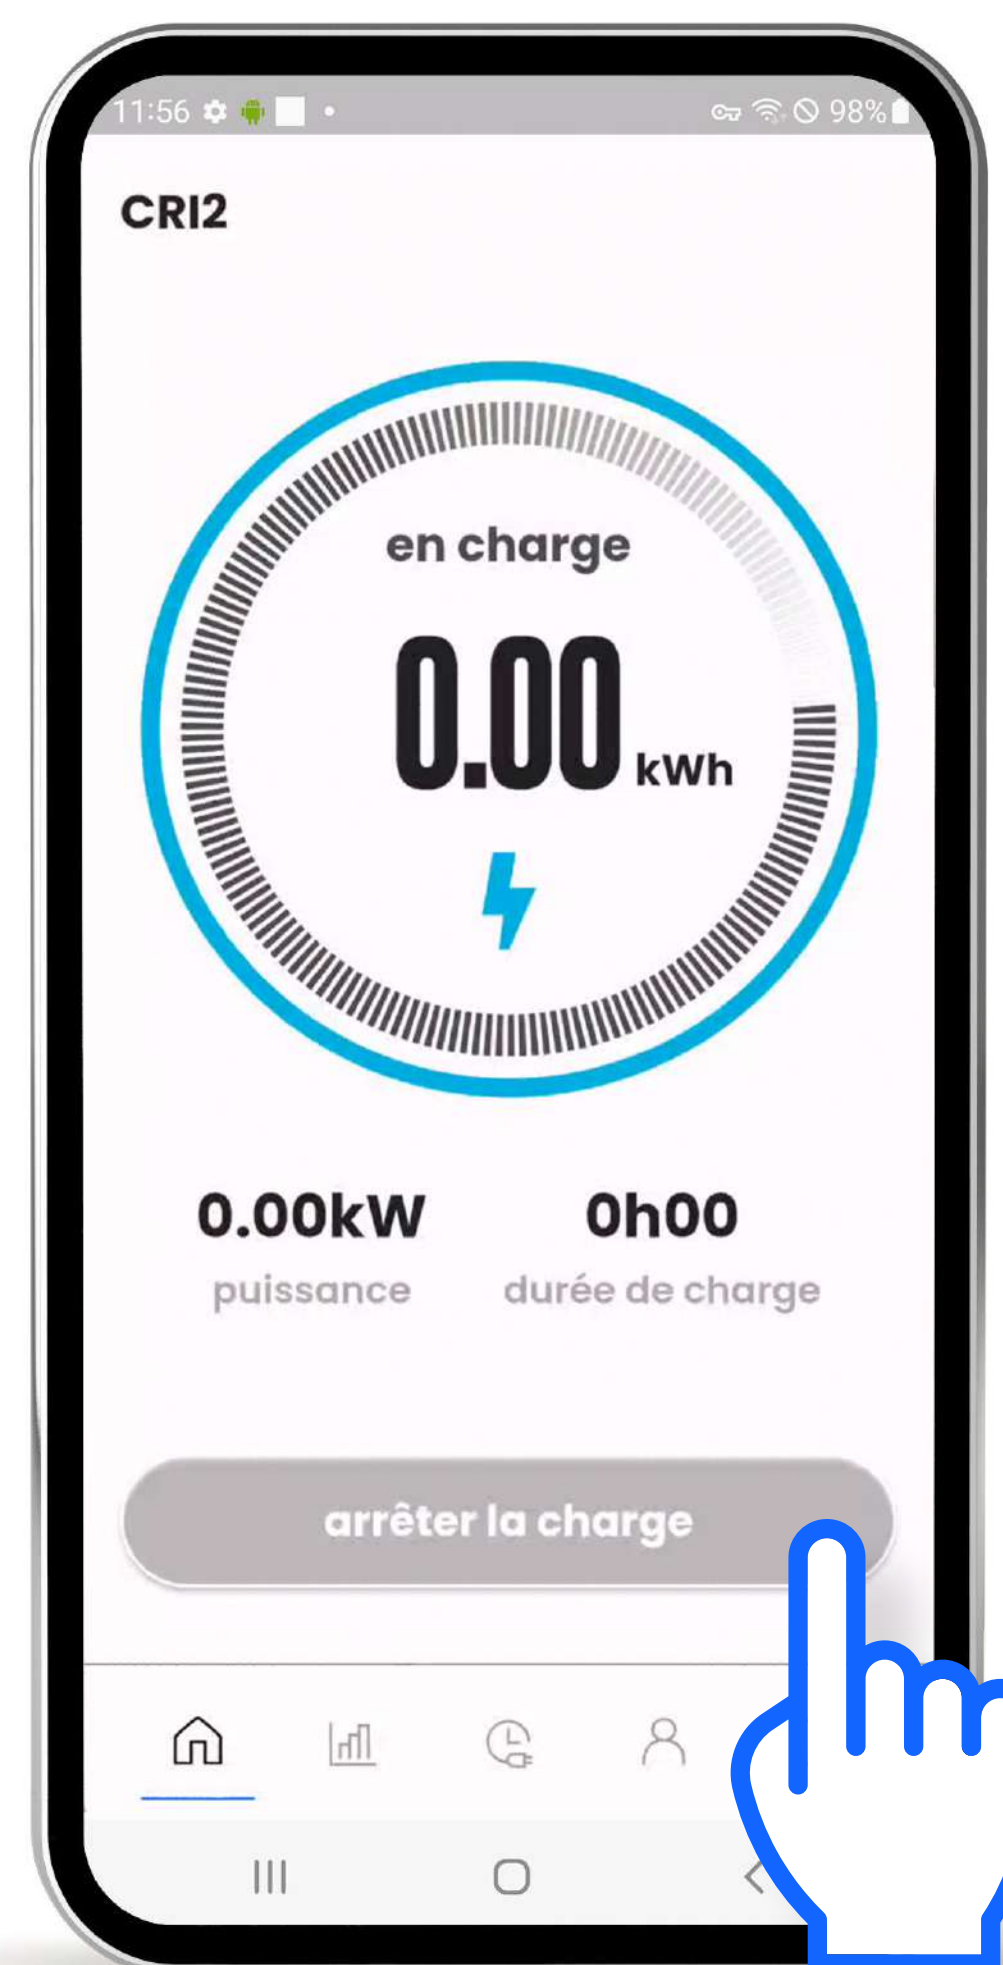 11:56 98%
CRI2
en charge
0.00 kWh
0.00kW 0h00
puissance durée de charge
arrêter la charge